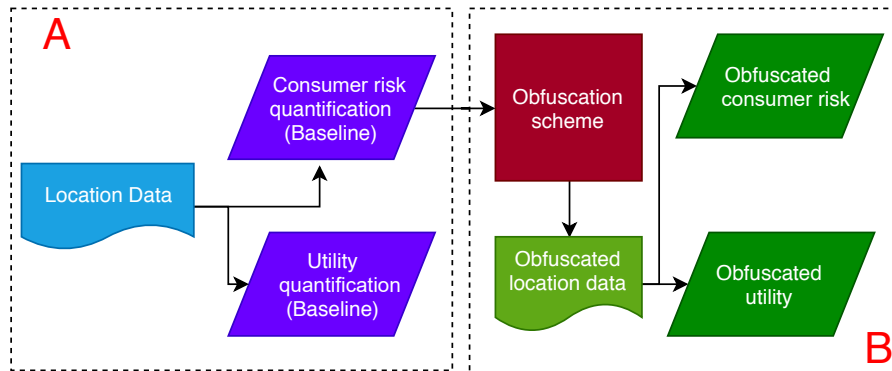 A
Location Data
Consumer risk
quantification
(Baseline)
Utility
quantification
(Baseline)
Obfuscation
scheme
Obfuscated
consumer risk
Obfuscated
location data
Obfuscated
utility
B